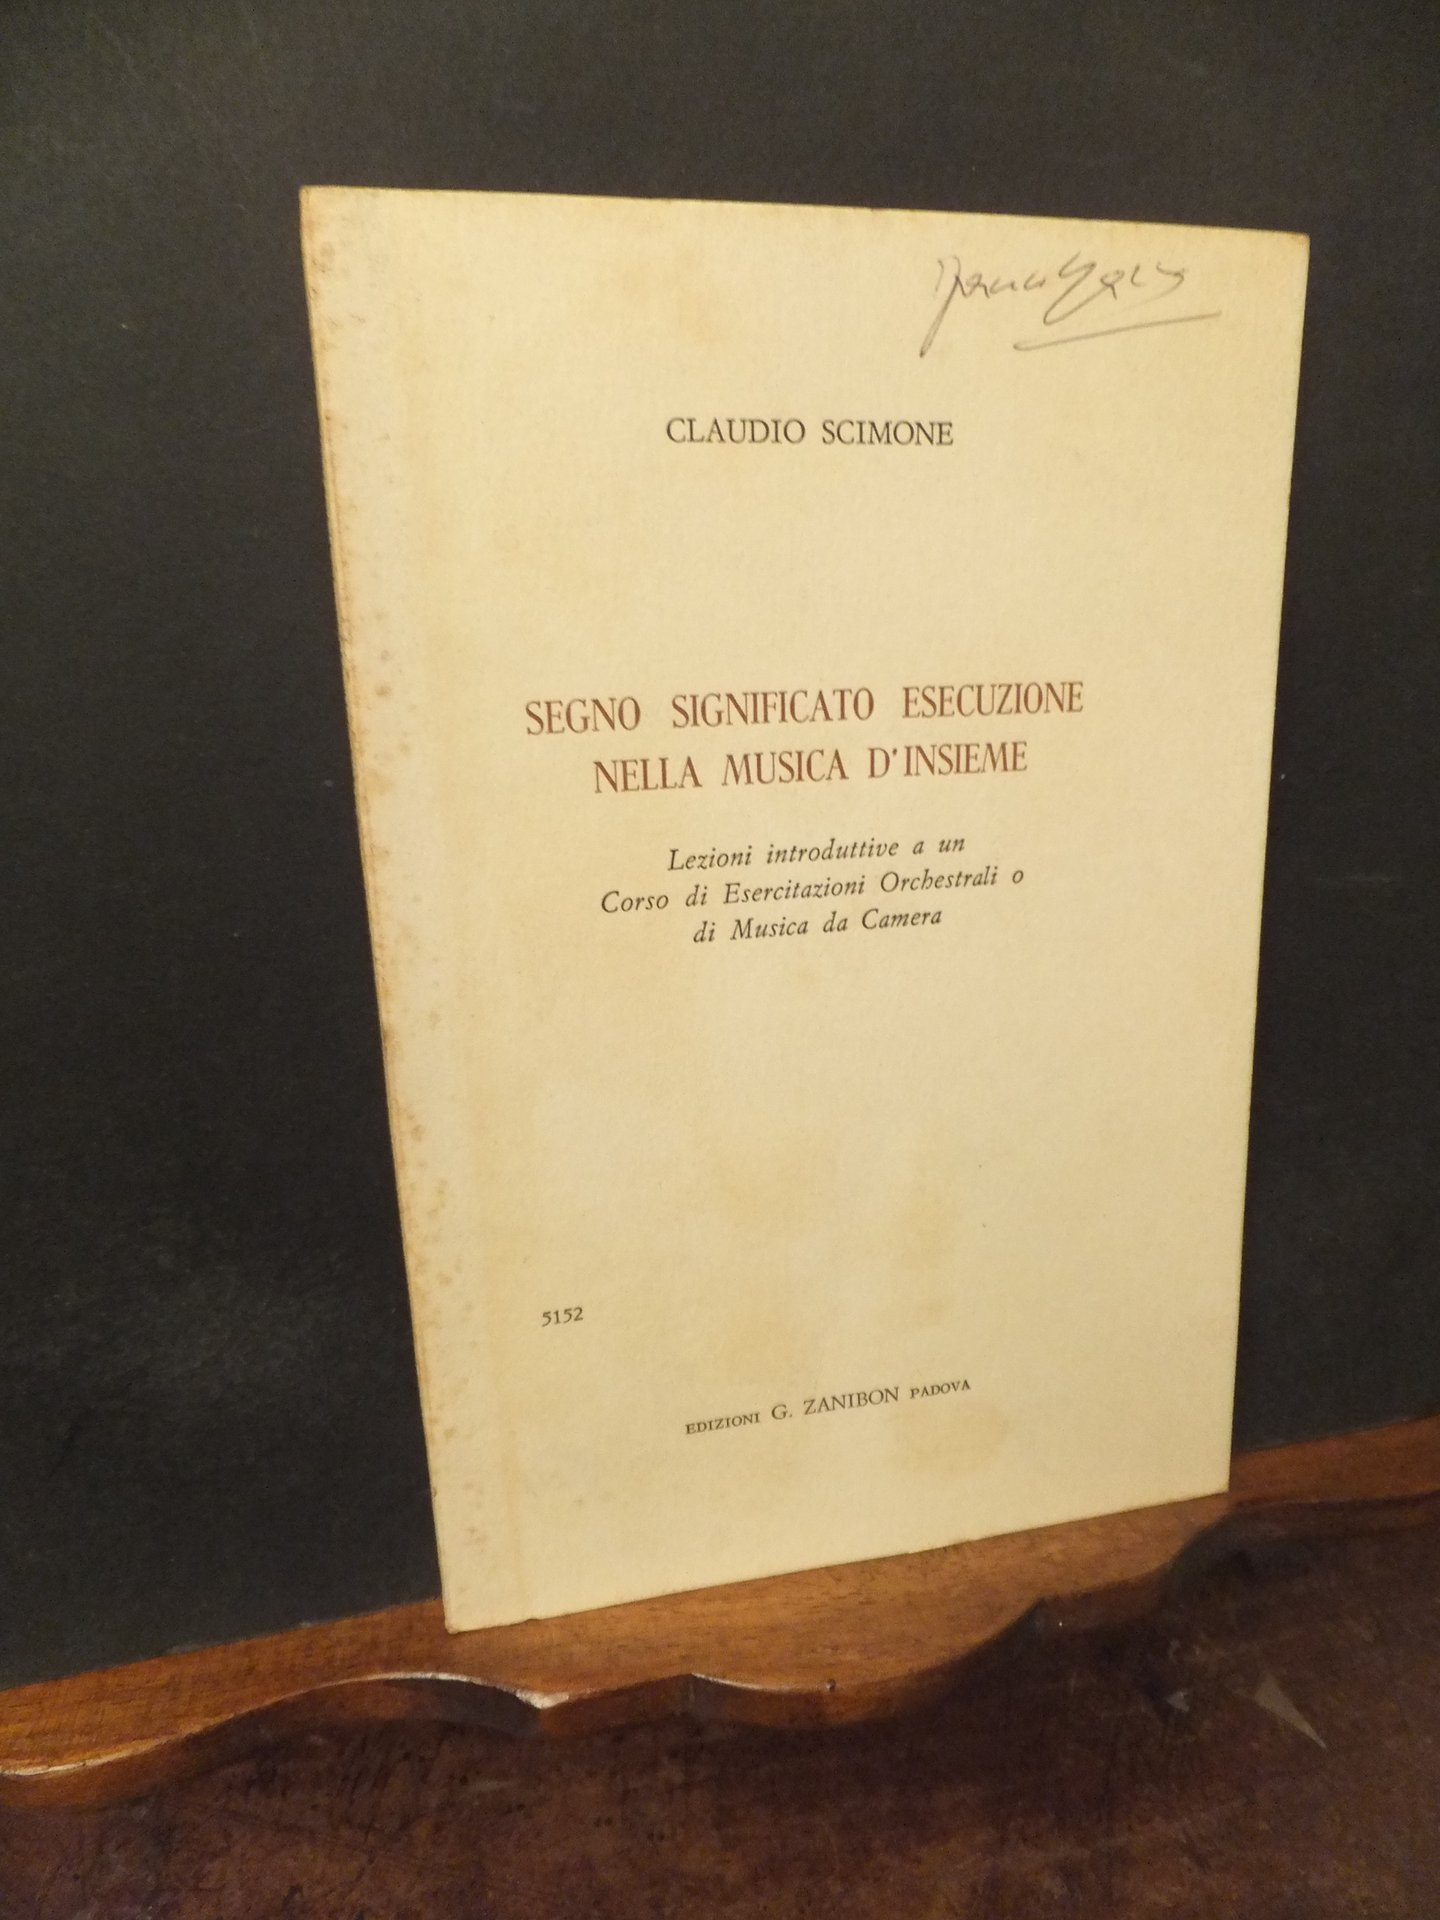 CLAUDIO SCIMONE
SEGNO SIGNIFICATO ESECUZIONE
NELLA MUSICA D'INSIEME
Lezioni introduttive a un
Corso di Esercitazioni Orchestrali o
di Musica da Camera
5152
EDIZIONI G. ZANIBON PADOVA